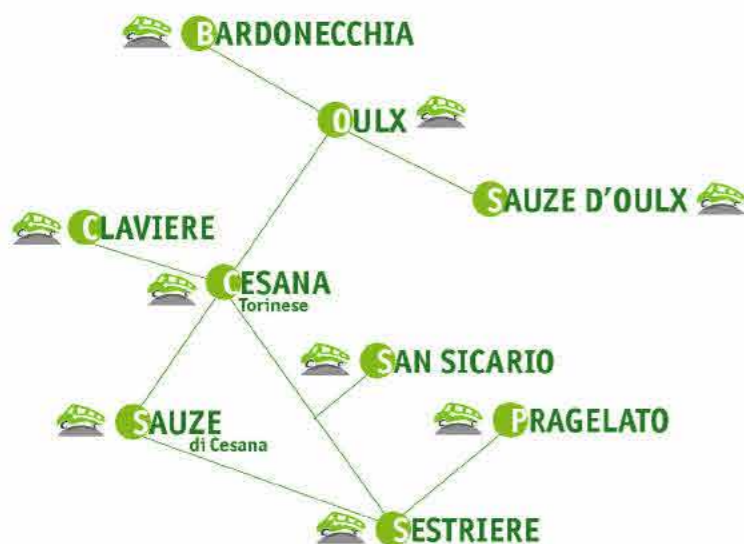 BARDONECCHIA
OULX
SAUZE D'OULX
CLAVIERE
CESANA
Torinese
SAN SICARIO
SAUZE
di Cesana
PRAGELATO
SESTRIERE